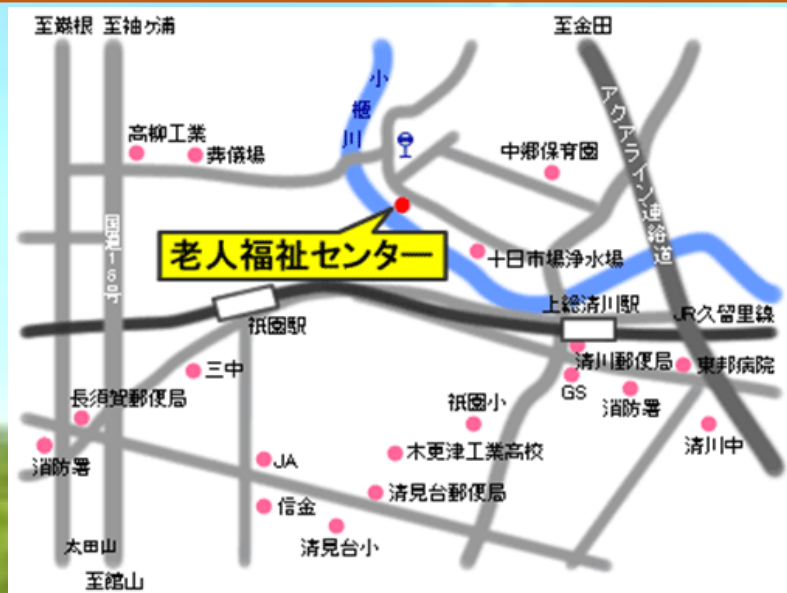 至巌根 至袖ヶ浦
至金田
小櫃川
アクアライン連絡道
高柳工業
葬儀場
中郷保育園
国道16号
老人福祉センター
十日市場浄水場
上総清川駅
JR久留里線
祇園駅
清川郵便局
東邦病院
三中
GS
消防署
長須賀郵便局
祇園小
清川中
消防署
JA
木更津工業高校
信金
清見台郵便局
清見台小
太田山
至館山